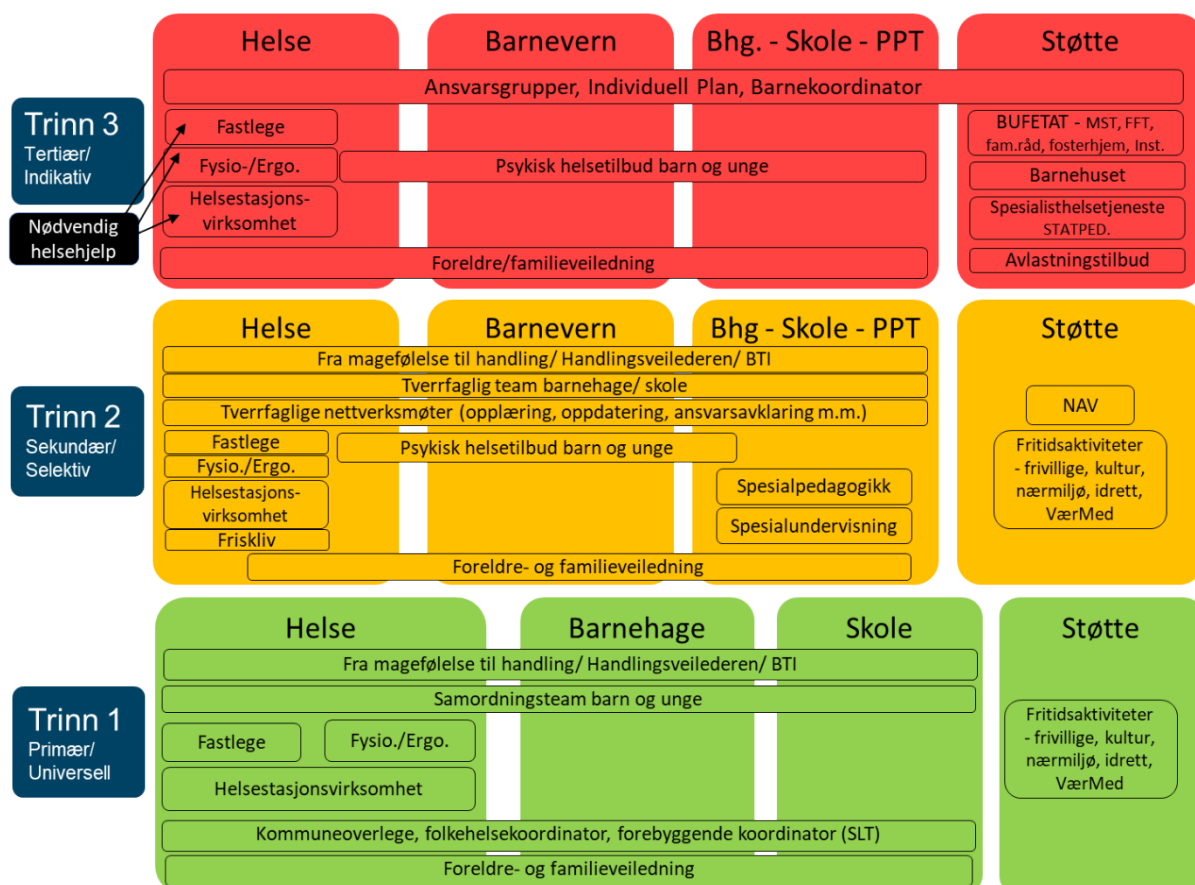 Helse
Barnevern
Bhg. - Skole - PPT
Støtte
Trinn 3
Tertiær/
Indikativ
Nødvendig
helsehjelp
Ansvarsgrupper, Individuell Plan, Barnekoordinator
Fastlege
Fysio-/Ergo.
Helsestasjons-
virksomhet
Psykisk helsetilbud barn og unge
Foreldre/familieveiledning
BUFETAT - MST, FFT,
fam.råd, fosterhjem, Inst.
Barnehuset
Spesialisthelsetjeneste
STATPED.
Avlastningstilbud
Helse
Barnevern
Bhg - Skole - PPT
Støtte
Trinn 2
Sekundær/
Selektiv
Fra magefølelse til handling/ Handlingsveilederen/ BTI
Tverrfaglig team barnehage/ skole
Tverrfaglige nettverksmøter (opplæring, oppdatering, ansvarsavklaring m.m.)
Fastlege
Fysio./Ergo.
Helsestasjons-
virksomhet
Friskliv
Psykisk helsetilbud barn og unge
Spesialpedagogikk
Spesialundervisning
Foreldre- og familieveiledning
NAV
Fritidsaktiviteter
- frivillige, kultur,
nærmiljø, idrett,
VærMed
Helse
Barnehage
Skole
Støtte
Trinn 1
Primær/
Universell
Fra magefølelse til handling/ Handlingsveilederen/ BTI
Samordningsteam barn og unge
Fastlege
Fysio./Ergo.
Helsestasjonsvirksomhet
Kommuneoverlege, folkehelsekoordinator, forebyggende koordinator (SLT)
Foreldre- og familieveiledning
Fritidsaktiviteter
- frivillige, kultur,
nærmiljø, idrett,
VærMed